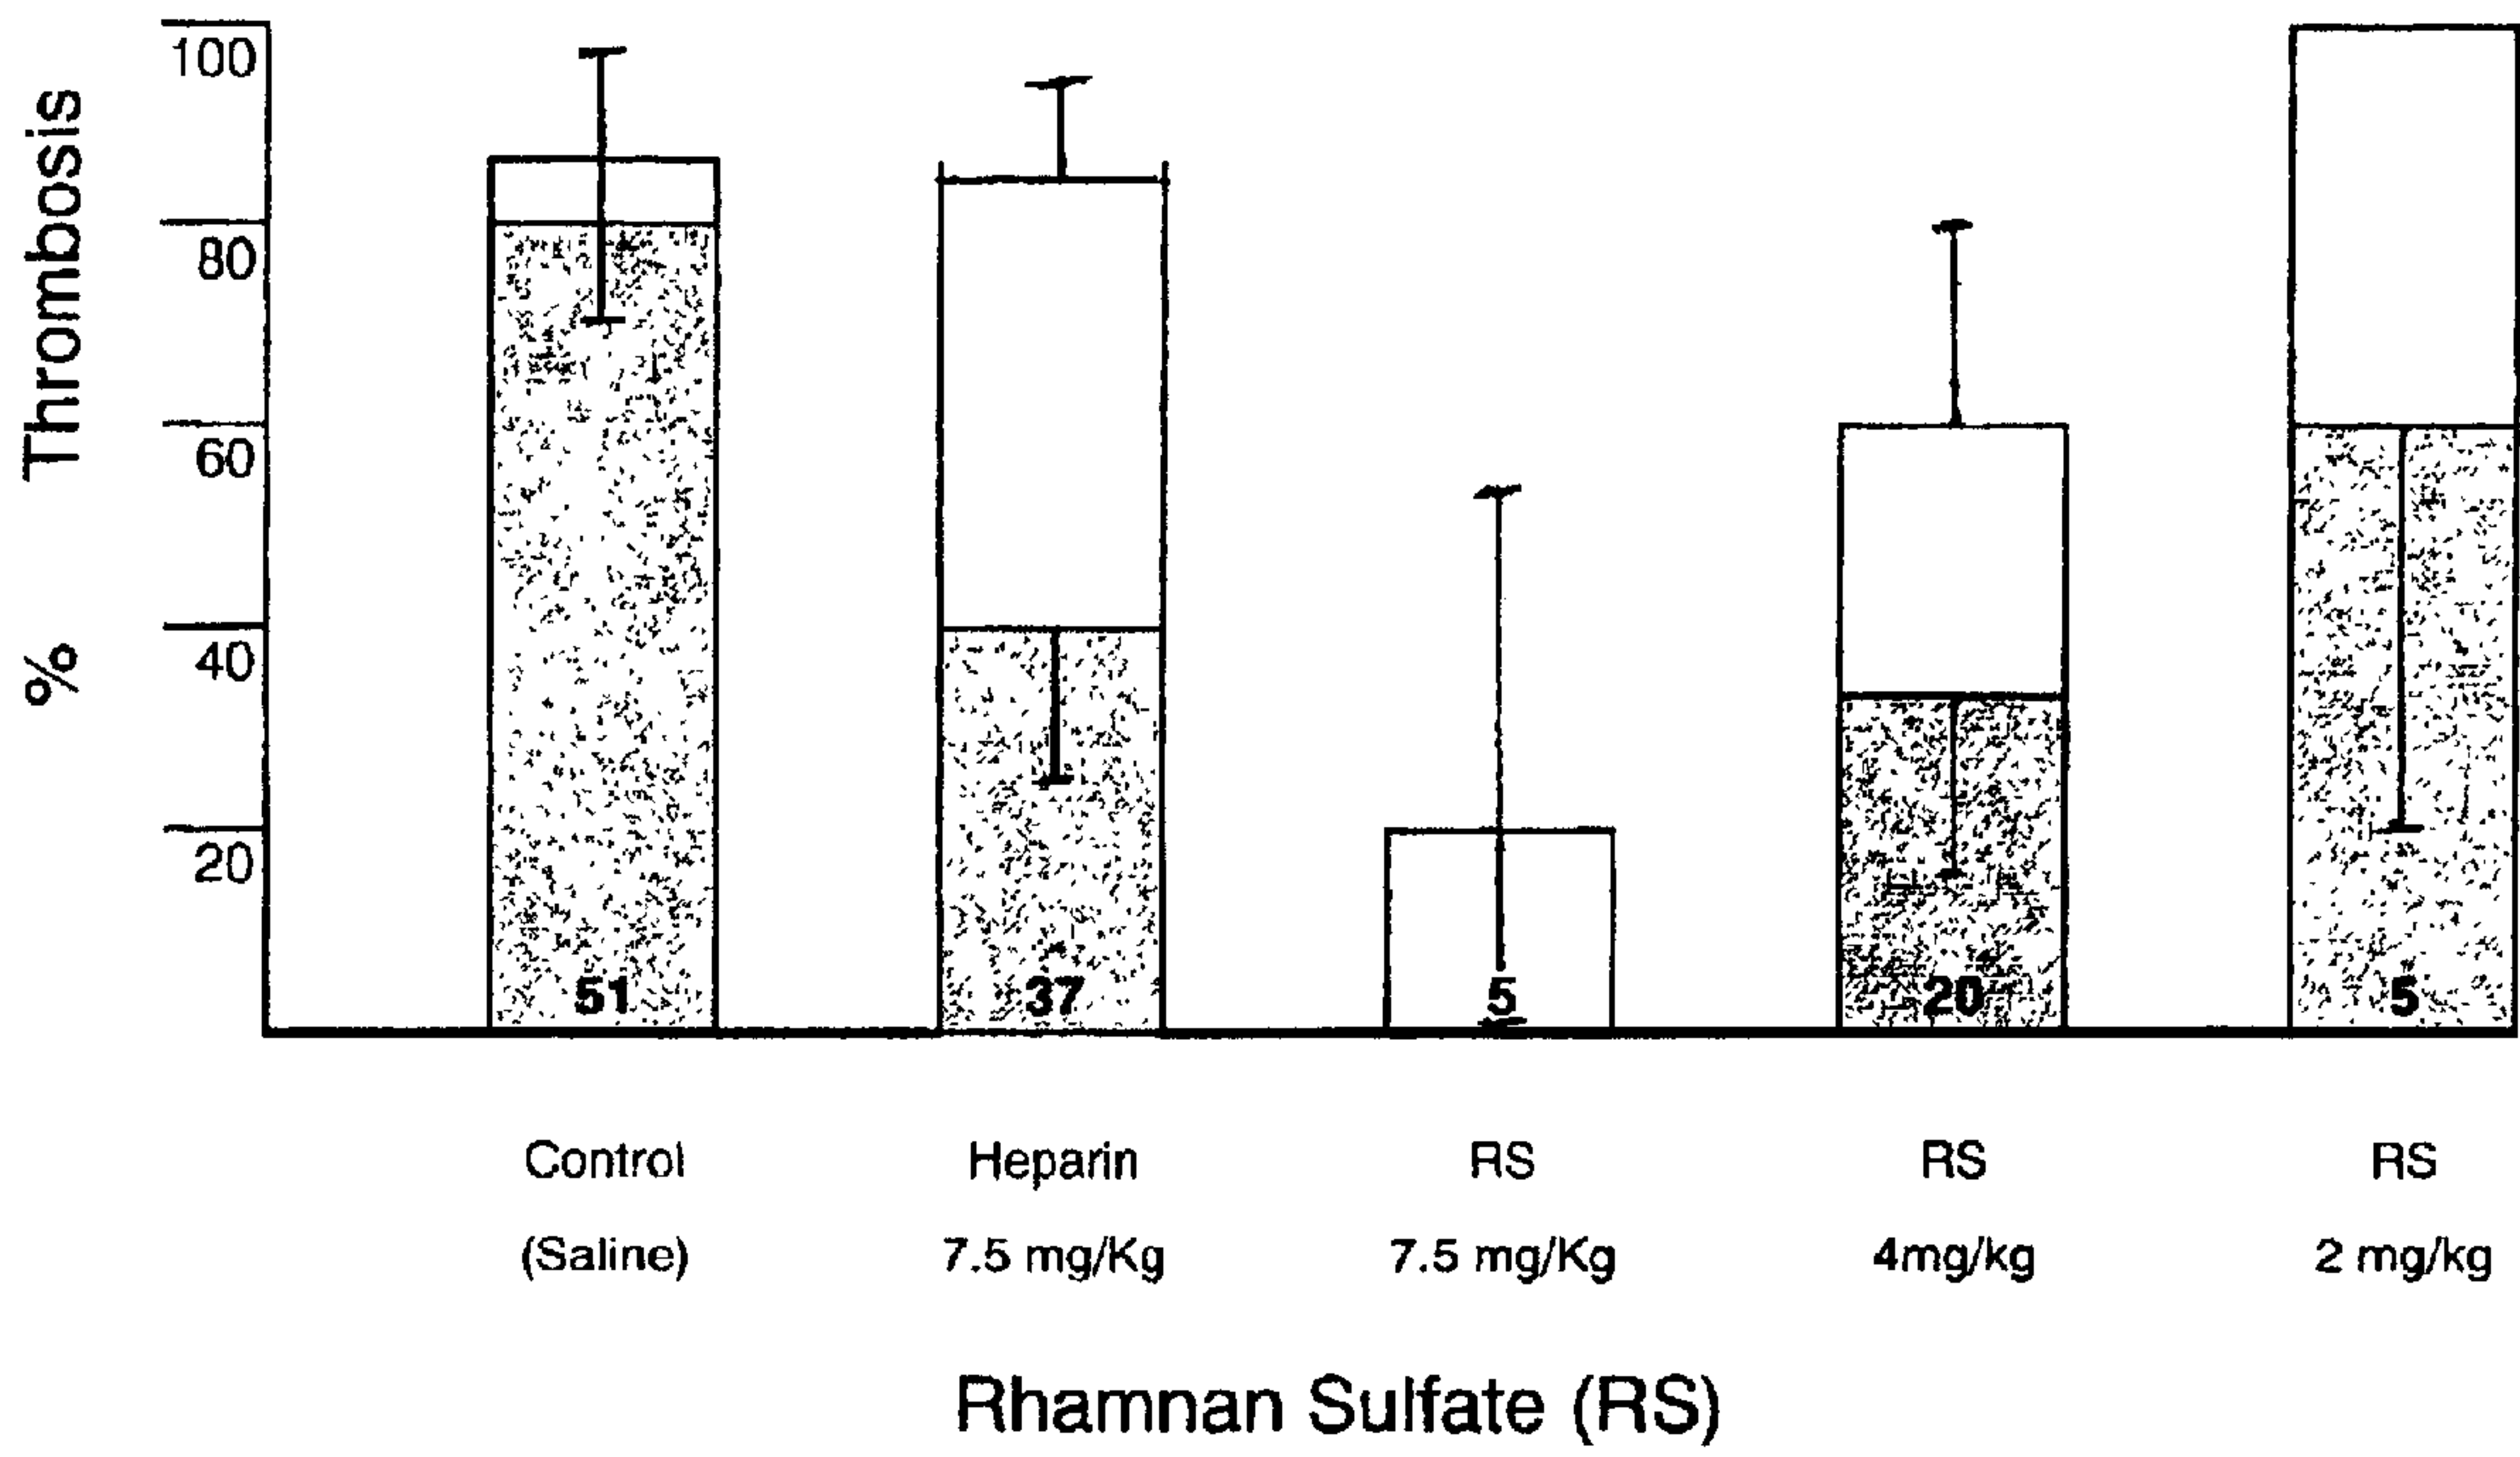 % Thrombosis
100
80
60
40
20
51 37 5 20 5
Control Heparin RS RS RS
(Saline) 7.5 mg/Kg 7.5 mg/Kg 4mg/kg 2 mg/kg
Rhamnan Sulfate (RS)